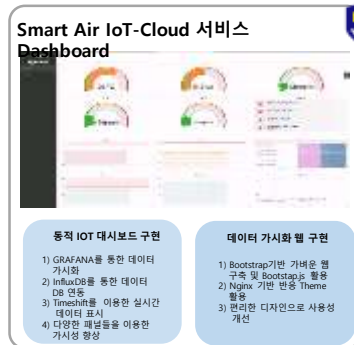 Smart Air IoT-Cloud 서비스
Dashboard
동적 IOT 대시보드 구현
1) GRAFANA를 통한 데이터
가시화
2) InfluxDB를 통한 데이터
DB 연동
3) Timeshift를 이용한 실시간
데이터 표시
4) 다양한 패널들을 이용한
가시성 향상
데이터 가시화 웹 구현
1) Bootstrap기반 가벼운 웹
구축 및 Bootstap.js 활용
2) Nginx 기반 반응 Theme
활용
3) 편리한 디자인으로 사용성
개선